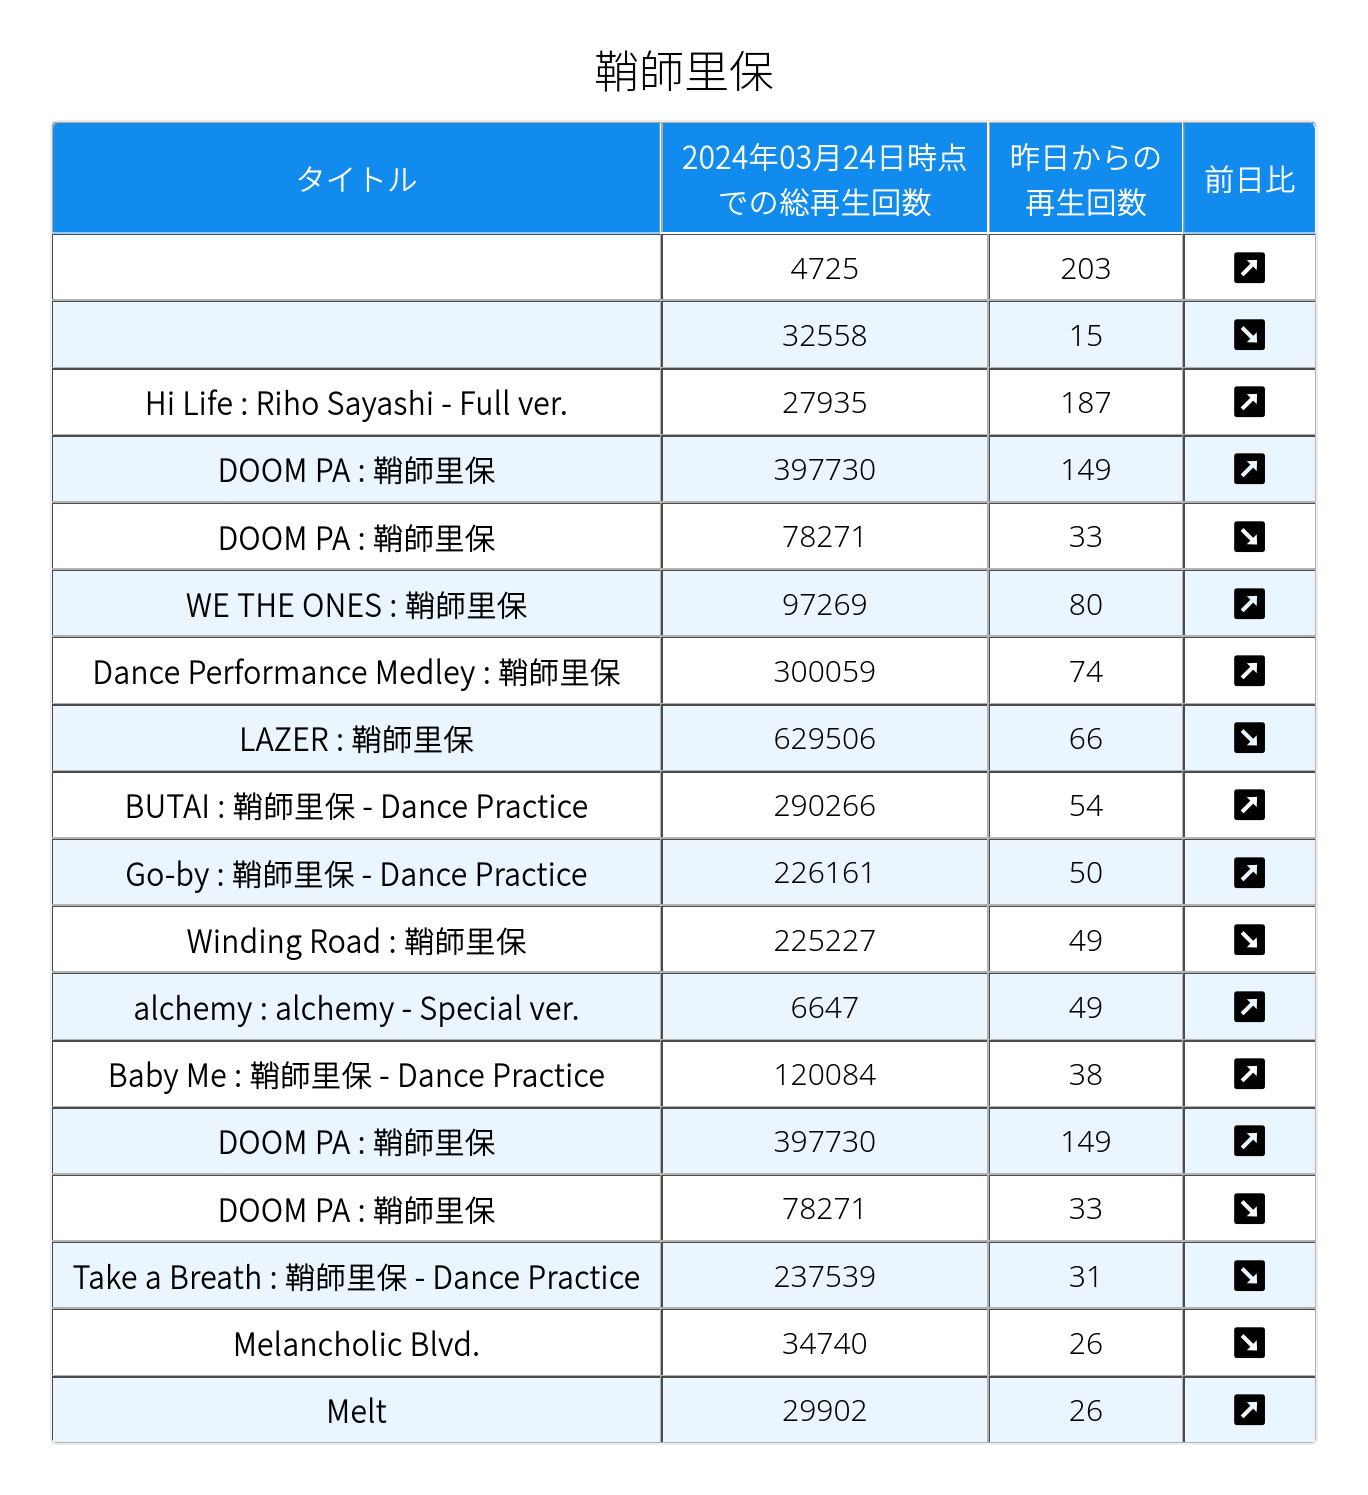 鞘師里保
タイトル 2024年03月24日時点 昨日からの 前日比
での総再生回数 再生回数
4725 203
32558 15
Hi Life : Riho Sayashi - Full ver. 27935 187
DOOM PA : 鞘師里保 397730 149
DOOM PA : 鞘師里保 78271 33
WE THE ONES : 鞘師里保 97269 80
Dance Performance Medley : 鞘師里保 300059 74
LAZER : 鞘師里保 629506 66
BUTAI : 鞘師里保 - Dance Practice 290266 54
Go-by : 鞘師里保 - Dance Practice 226161 50
Winding Road : 鞘師里保 225227 49
alchemy : alchemy - Special ver. 6647 49
Baby Me : 鞘師里保 - Dance Practice 120084 38
DOOM PA : 鞘師里保 397730 149
DOOM PA : 鞘師里保 78271 33
Take a Breath : 鞘師里保 - Dance Practice 237539 31
Melancholic Blvd. 34740 26
Melt 29902 26